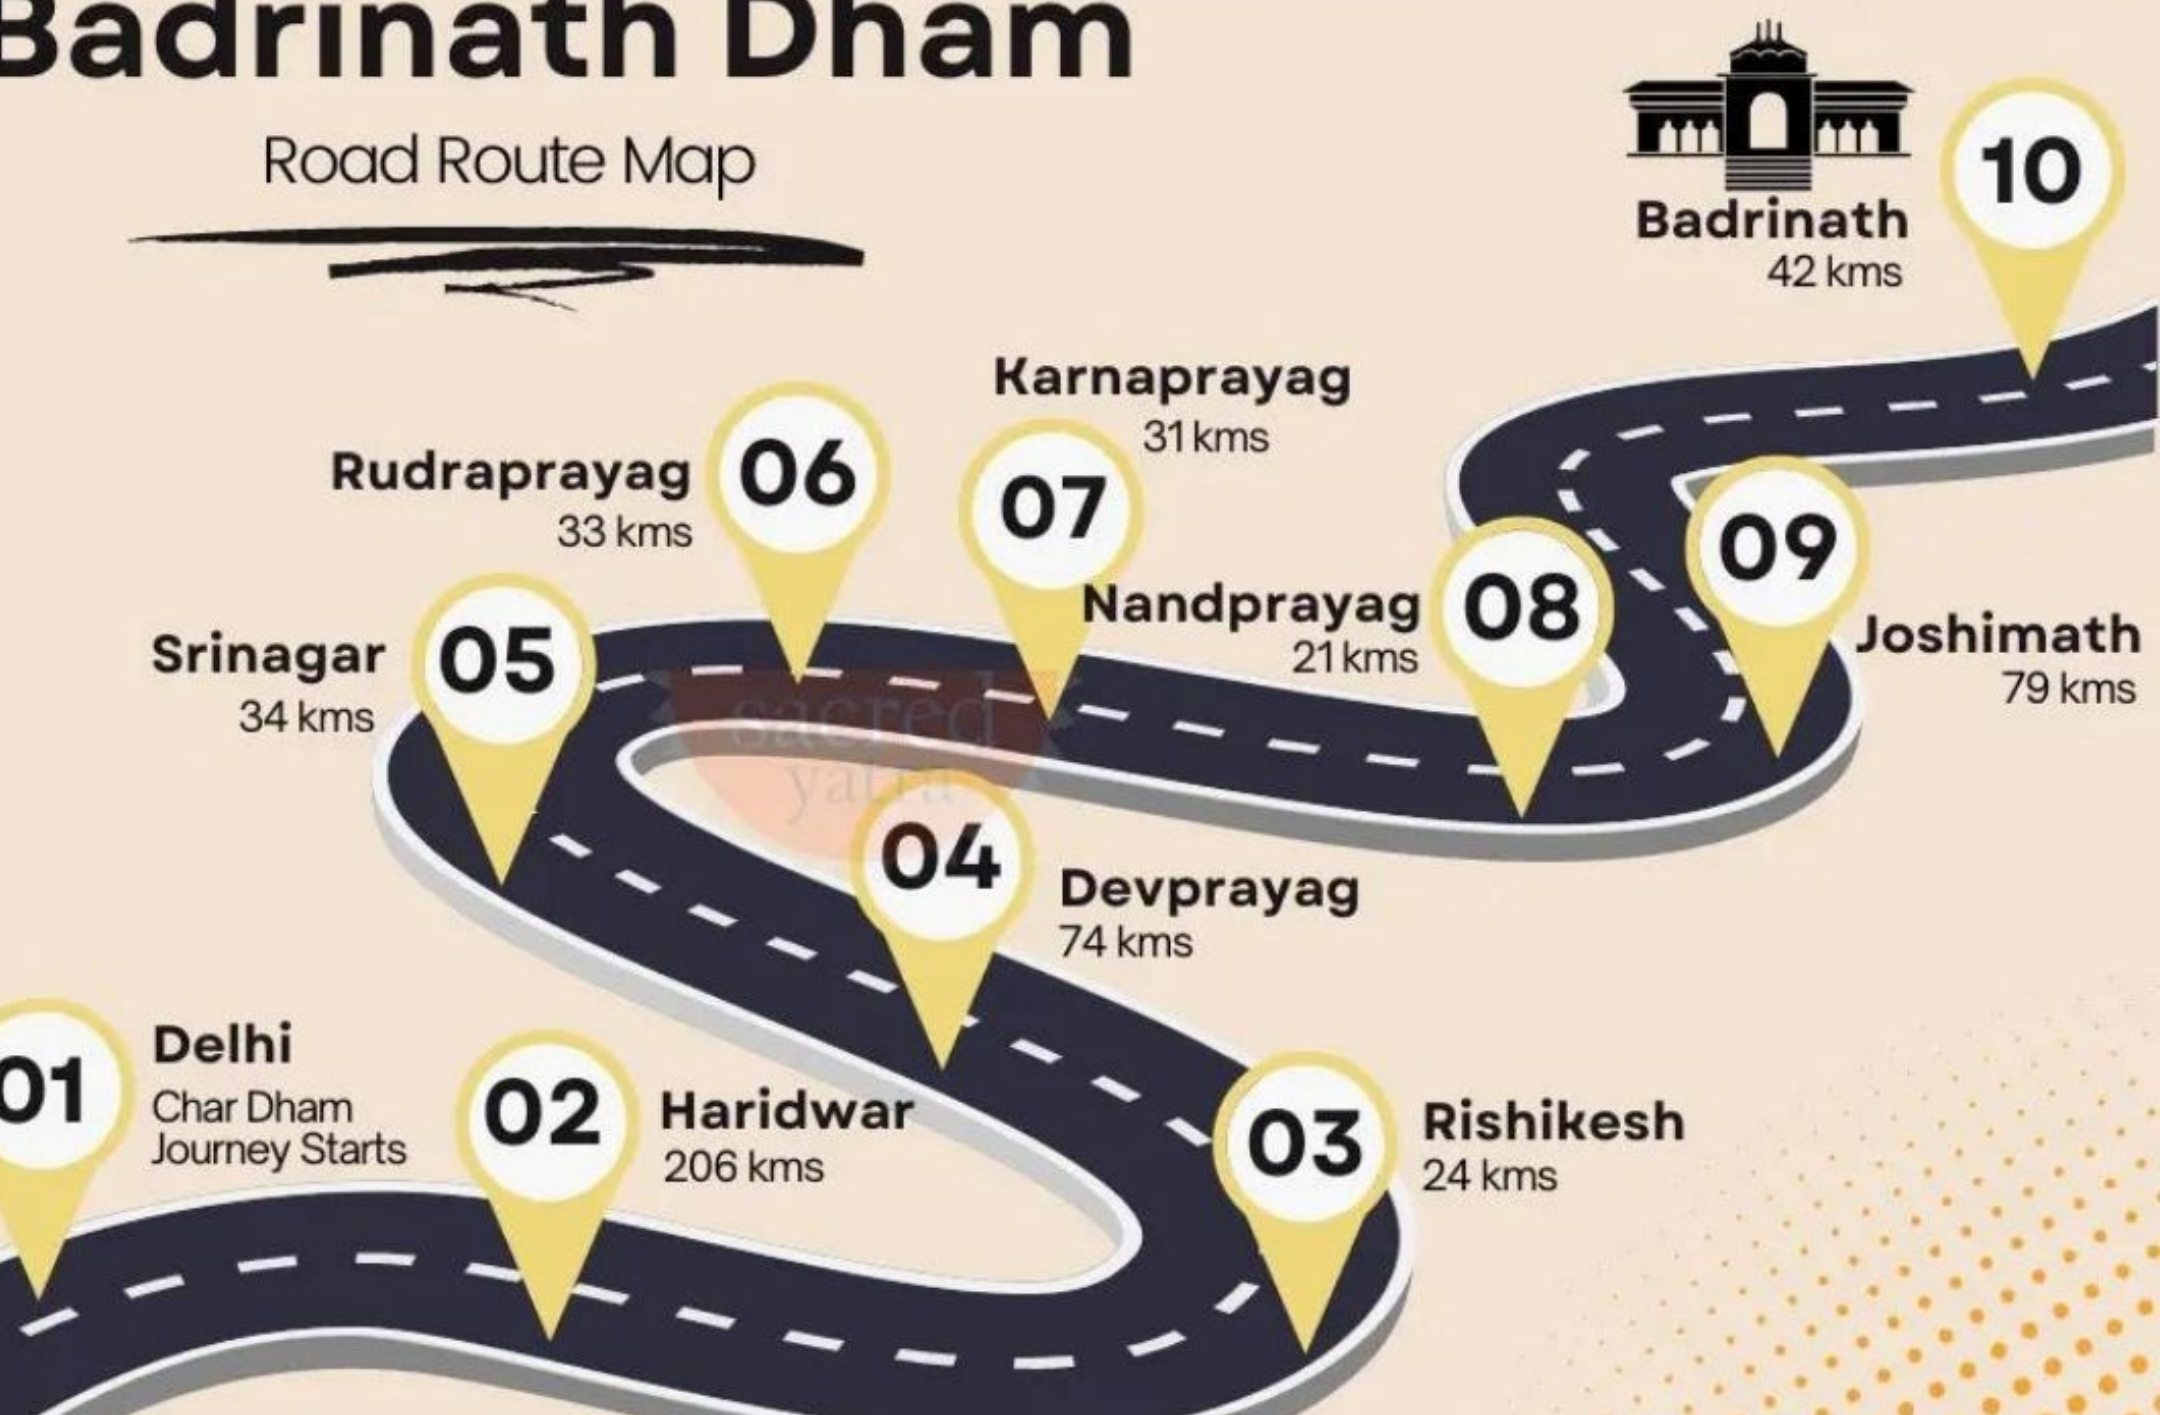 Badrinath Dham
Road Route Map
10
Badrinath
42 kms
Karnaprayag
31 kms
07
06
Rudraprayag
33 kms
09
Joshimath
79 kms
08
Nandprayag
21 kms
05
Srinagar
34 kms
sacred
yatra
04
Devprayag
74 kms
01
Delhi
Char Dham
Journey Starts
02
Haridwar
206 kms
03
Rishikesh
24 kms